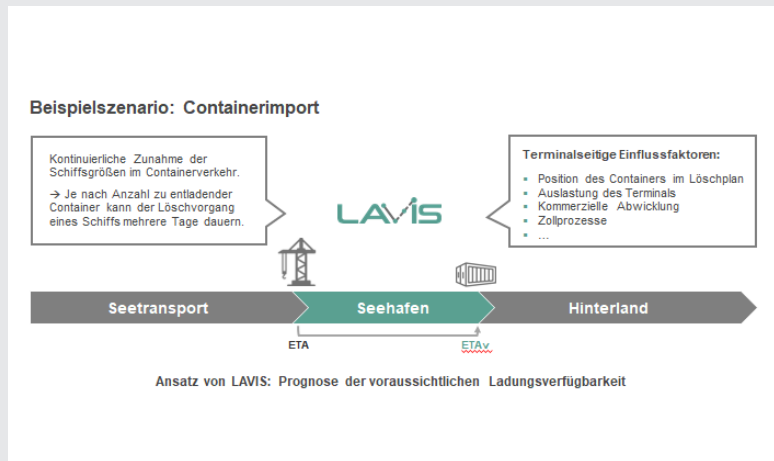 Beispielszenario: Containerimport
Kontinuierliche Zunahme der
Schiffsgrößen im Containerverkehr.
→ Je nach Anzahl zu entladender
Container kann der Löschvorgang
eines Schiffs mehrere Tage dauern.
LAVIS
Terminalseitige Einflussfaktoren:
▪ Position des Containers im Löschplan
▪ Auslastung des Terminals
▪ Kommerzielle Abwicklung
▪ Zollprozesse
▪ ...
Seetransport
Seehafen
Hinterland
ETA
ETAv
Ansatz von LAVIS: Prognose der voraussichtlichen Ladungsverfügbarkeit